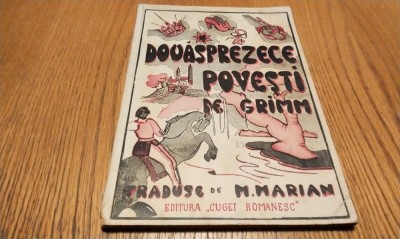 DOUĂSPREZECE
POVEȘTI
DE GRIMM
TRADUSE DE M. MARIAN
EDITURA „CUGET ROMANESC"